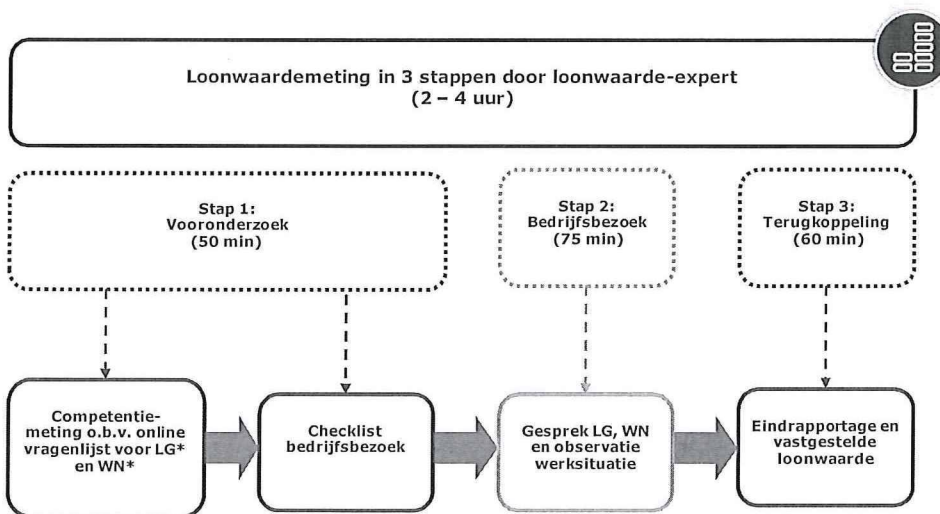 Loonwaardemeting in 3 stappen door loonwaarde-expert
(2 – 4 uur)
Stap 1:
Vooronderzoek
(50 min)
Stap 2:
Bedrijfsbezoek
(75 min)
Stap 3:
Terugkoppeling
(60 min)
Competentie-
meting o.b.v. online
vragenlijst voor LG*
en WN*
Checklist
bedrijfsbezoek
Gesprek LG, WN
en observatie
werksituatie
Eindrapportage en
vastgestelde
loonwaarde